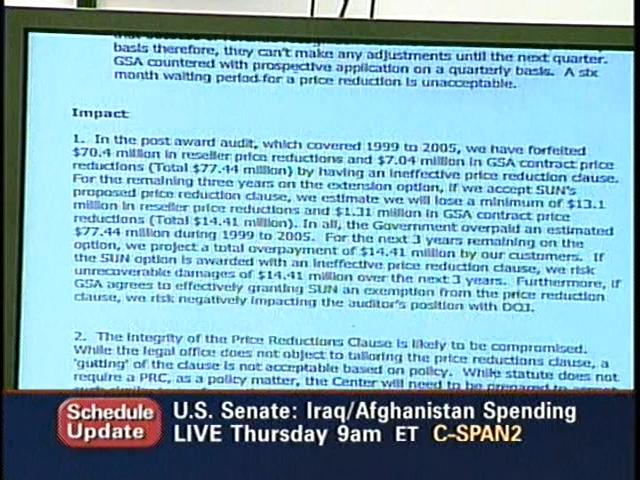 basis therefore, they can't make any adjustments until the next quarter.
GSA countered with prospective application on a quarterly basis. A six
month waiting period for a price reduction is unacceptable.
Impact
1. In the post award audit, which covered 1999 to 2005, we have forfeited
$70.4 million in reseller price reductions and $7.04 million in GSA contract price
reductions (Total $77.44 million) by having an ineffective price reduction clause.
For the remaining three years on the extension option, if we accept SUN's
proposed price reduction clause, we estimate we will lose a minimum of $13.1
million in reseller price reductions and $1.31 million in GSA contract price
reductions (Total $14.41 million). In all, the Government overpaid an estimated
$77.44 million during 1999 to 2005. For the next 3 years remaining on the
option, we project a total overpayment of $14.41 million by our customers. If
the SUN option is awarded with an ineffective price reduction clause, we risk
unrecoverable damages of $14.41 million over the next 3 years. Furthermore, if
GSA agrees to effectively granting SUN an exemption from the price reduction
clause, we risk negatively impacting the auditor's position with DOJ.
2. The integrity of the Price Reductions Clause is likely to be compromised.
While the legal office does not object to tailoring the price reductions clause, a
'gutting' of the clause is not acceptable based on policy. While statute does not
require a PRC, as a policy matter, the Center will need to be prepared to
Schedule Update
U.S. Senate: Iraq/Afghanistan Spending
LIVE Thursday 9am ET C-SPAN2